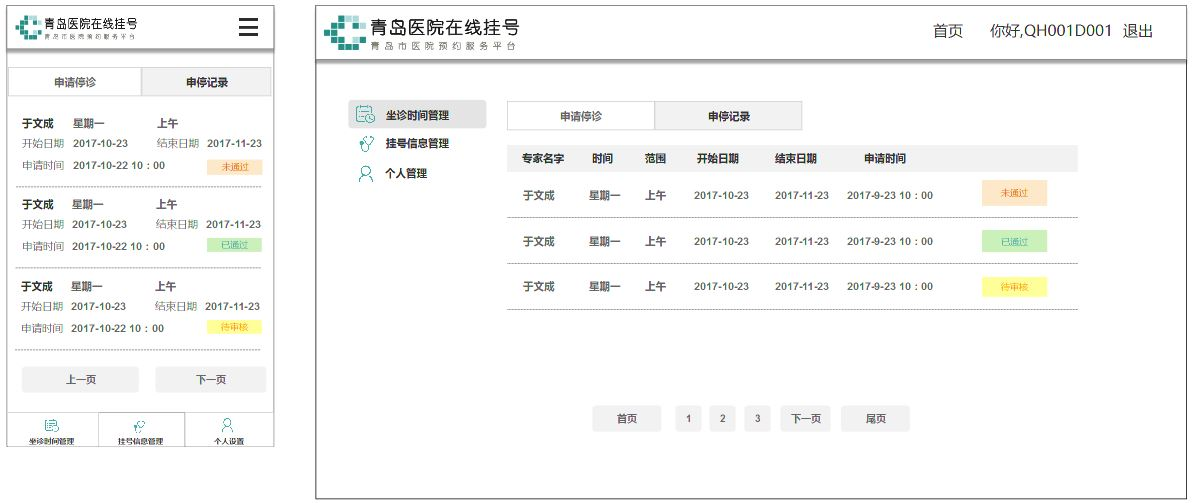 青岛医院在线挂号
青岛市医院预约服务平台
申请停诊 申停记录
于文成 星期一 上午
开始日期 2017-10-23 结束日期 2017-11-23
申请时间 2017-10-22 10：00 未通过
于文成 星期一 上午
开始日期 2017-10-23 结束日期 2017-11-23
申请时间 2017-10-22 10：00 已通过
于文成 星期一 上午
开始日期 2017-10-23 结束日期 2017-11-23
申请时间 2017-10-22 10：00 待审核
上一页 下一页
坐诊时间管理 挂号信息管理 个人设置
青岛医院在线挂号
青岛市医院预约服务平台
首页 你好,QH001D001 退出
坐诊时间管理
挂号信息管理
个人管理
申请停诊 申停记录
专家名字 时间 范围 开始日期 结束日期 申请时间
于文成 星期一 上午 2017-10-23 2017-11-23 2017-9-23 10：00 未通过
于文成 星期一 上午 2017-10-23 2017-11-23 2017-9-23 10：00 已通过
于文成 星期一 上午 2017-10-23 2017-11-23 2017-9-23 10：00 待审核
首页 1 2 3 下一页 尾页